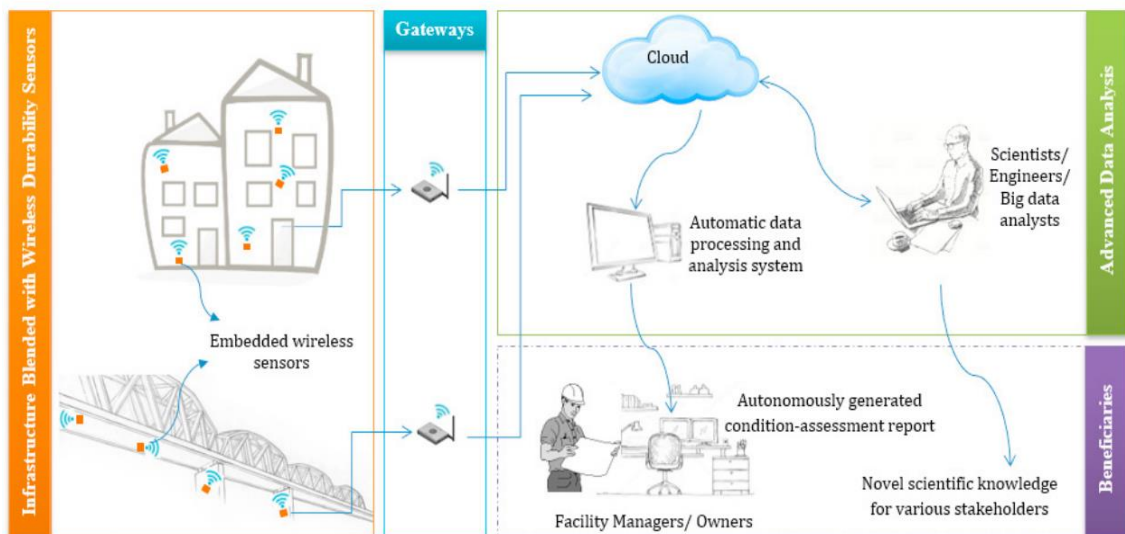 Infrastructure Blended with Wireless Durability Sensors
Embedded wireless
sensors
Gateways
Cloud
Automatic data
processing and
analysis system
Scientists/
Engineers/
Big data
analysts
Advanced Data Analysis
Autonomously generated
condition-assessment report
Facility Managers/ Owners
Novel scientific knowledge
for various stakeholders
Beneficiaries